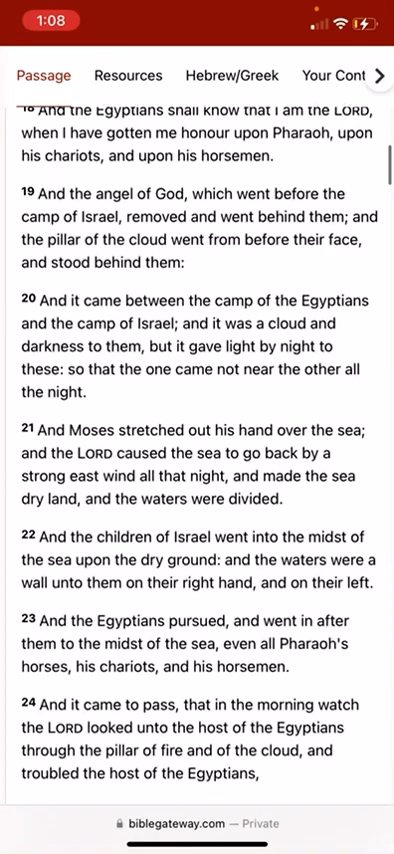 1:08
Passage Resources Hebrew/Greek Your Cont
18 And the Egyptians shall know that I am the LORD,
when I have gotten me honour upon Pharaoh, upon
his chariots, and upon his horsemen.
19 And the angel of God, which went before the
camp of Israel, removed and went behind them; and
the pillar of the cloud went from before their face,
and stood behind them:
20 And it came between the camp of the Egyptians
and the camp of Israel; and it was a cloud and
darkness to them, but it gave light by night to
these: so that the one came not near the other all
the night.
21 And Moses stretched out his hand over the sea;
and the LORD caused the sea to go back by a
strong east wind all that night, and made the sea
dry land, and the waters were divided.
22 And the children of Israel went into the midst of
the sea upon the dry ground: and the waters were a
wall unto them on their right hand, and on their left.
23 And the Egyptians pursued, and went in after
them to the midst of the sea, even all Pharaoh's
horses, his chariots, and his horsemen.
24 And it came to pass, that in the morning watch
the LORD looked unto the host of the Egyptians
through the pillar of fire and of the cloud, and
troubled the host of the Egyptians,
biblegateway.com — Private